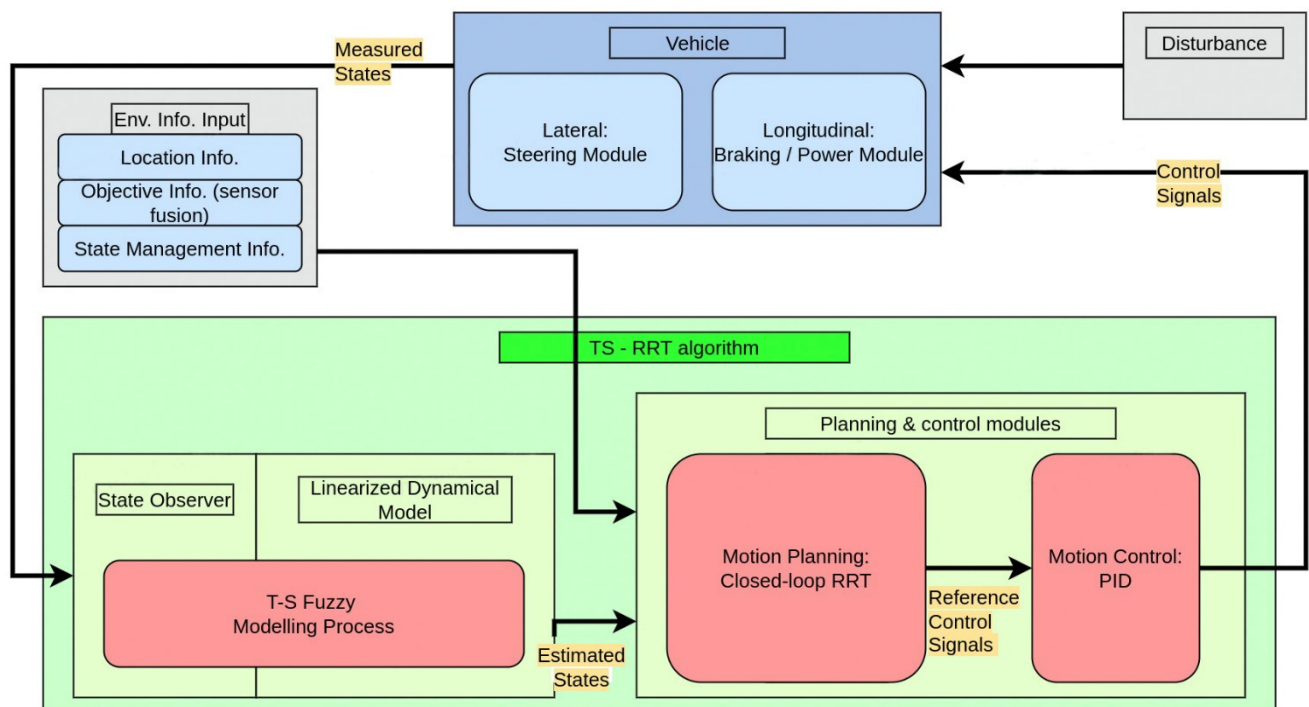 Measured
States
Vehicle
Lateral:
Steering Module
Longitudinal:
Braking / Power Module
Disturbance
Control
Signals
Env. Info. Input
Location Info.
Objective Info. (sensor
fusion)
State Management Info.
TS - RRT algorithm
State Observer
Linearized Dynamical
Model
T-S Fuzzy
Modelling Process
Estimated
States
Planning & control modules
Motion Planning:
Closed-loop RRT
Reference
Control
Signals
Motion Control:
PID